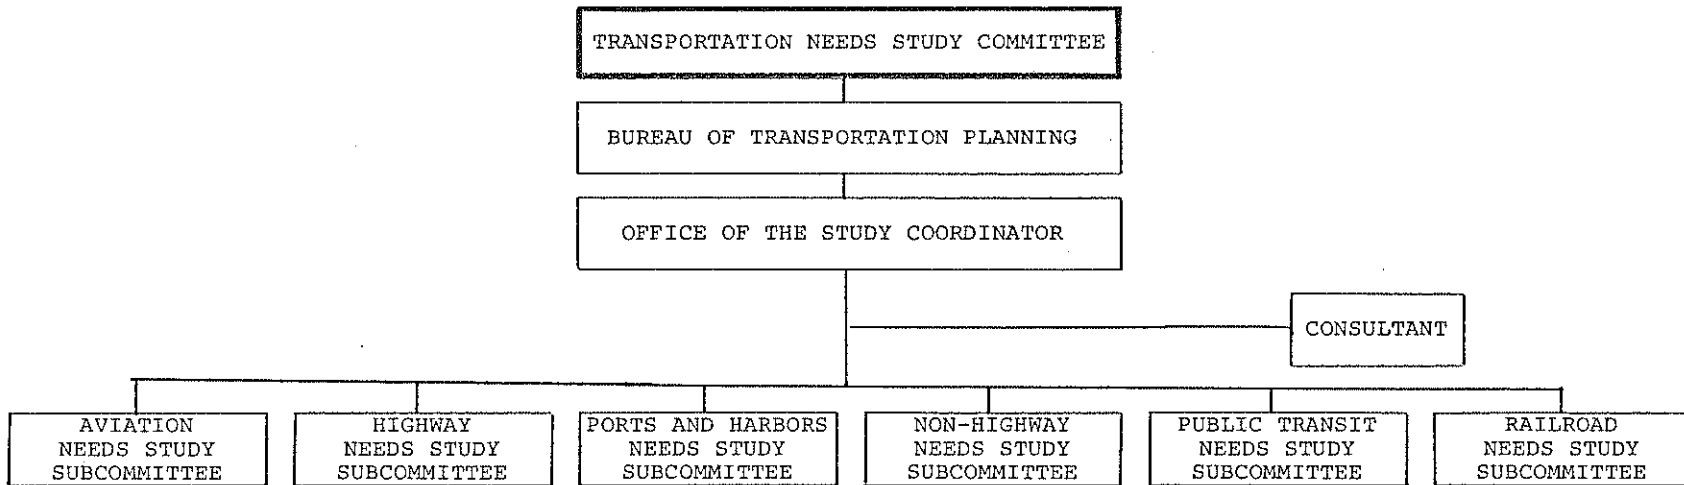 TRANSPORTATION NEEDS STUDY COMMITTEE
BUREAU OF TRANSPORTATION PLANNING
OFFICE OF THE STUDY COORDINATOR
CONSULTANT
AVIATION
NEEDS STUDY
SUBCOMMITTEE
HIGHWAY
NEEDS STUDY
SUBCOMMITTEE
PORTS AND HARBORS
NEEDS STUDY
SUBCOMMITTEE
NON-HIGHWAY
NEEDS STUDY
SUBCOMMITTEE
PUBLIC TRANSIT
NEEDS STUDY
SUBCOMMITTEE
RAILROAD
NEEDS STUDY
SUBCOMMITTEE